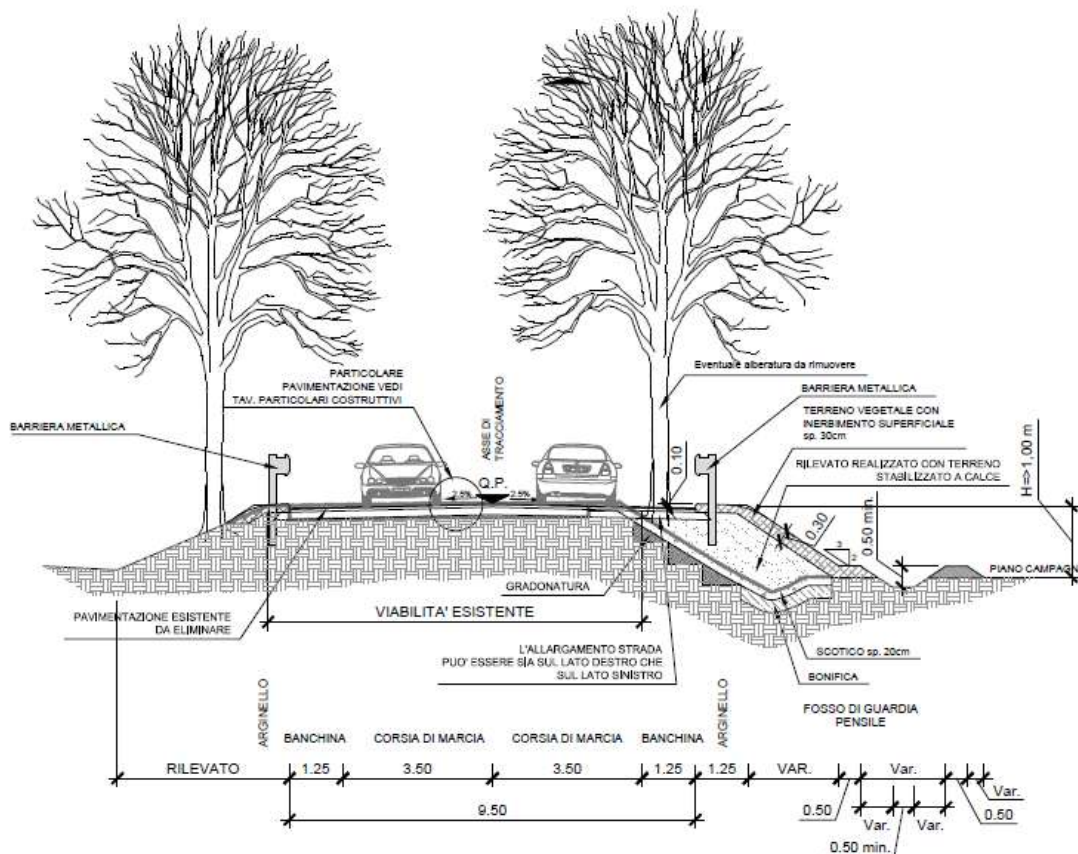 Eventuale alberatura da rimuovere
PARTICOLARE
PAVIMENTAZIONE VEDI
TAV. PARTICOLARI COSTRUTTIVI
ASSE DI
TRACCIAMENTO
BARRIERA METALLICA
BARRIERA METALLICA
TERRENO VEGETALE CON
INERBIMENTO SUPERFICIALE
sp. 30cm
RILEVATO REALIZZATO CON TERRENO
STABILIZZATO A CALCE
0.10
H=>1,00 m
Q.P.
2.5%
2.5%
0.30
3
2
0.50 min.
PIANO CAMPAGN
GRADONATURA
VIABILITA' ESISTENTE
PAVIMENTAZIONE ESISTENTE
DA ELIMINARE
L'ALLARGAMENTO STRADA
PUO' ESSERE SIA SUL LATO DESTRO CHE
SUL LATO SINISTRO
SCOTICO sp. 20cm
BONIFICA
FOSSO DI GUARDIA
PENSILE
ARGINELLO
BANCHINA
CORSIA DI MARCIA
CORSIA DI MARCIA
BANCHINA
ARGINELLO
RILEVATO
1.25
3.50
3.50
1.25
1.25
VAR.
Var.
Var.
0.50
0.50
9.50
Var.
Var.
0.50 min.